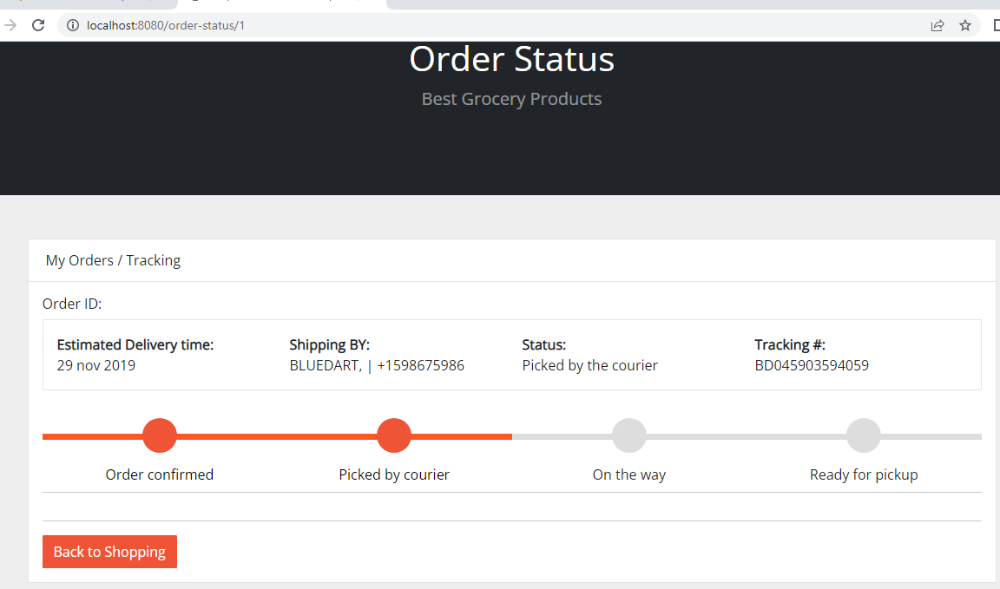 localhost:8080/order-status/1
Order Status
Best Grocery Products
My Orders / Tracking
Order ID:
Estimated Delivery time:
29 nov 2019
Shipping BY:
BLUEDART, | +1598675986
Status:
Picked by the courier
Tracking #:
BD045903594059
Order confirmed
Picked by courier
On the way
Ready for pickup
Back to Shopping